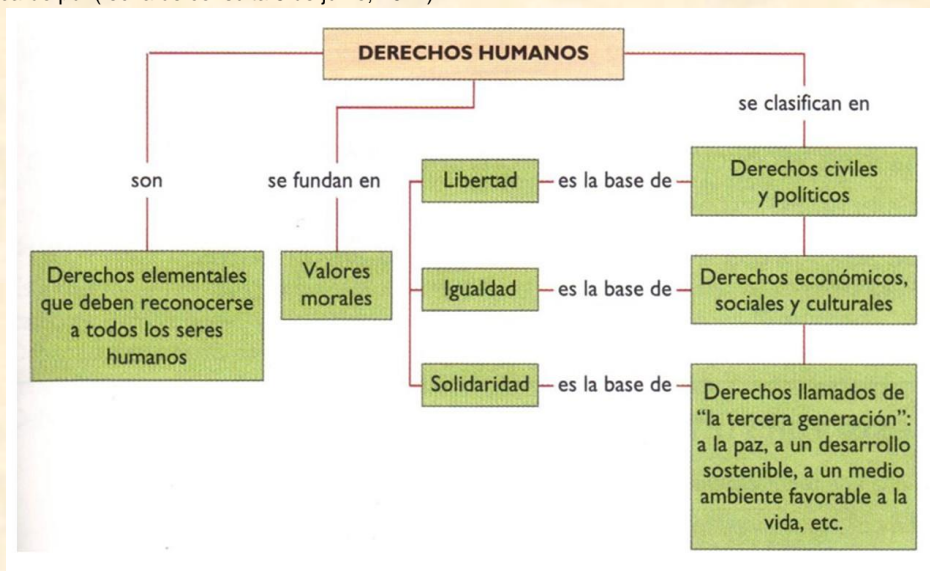 DERECHOS HUMANOS
son
Derechos elementales
que deben reconocerse
a todos los seres
humanos
se fundan en
Valores
morales
Libertad
es la base de
Igualdad
es la base de
Solidaridad
es la base de
se clasifican en
Derechos civiles
y políticos
Derechos económicos,
sociales y culturales
Derechos llamados de
“la tercera generación”:
a la paz, a un desarrollo
sostenible, a un medio
ambiente favorable a la
vida, etc.